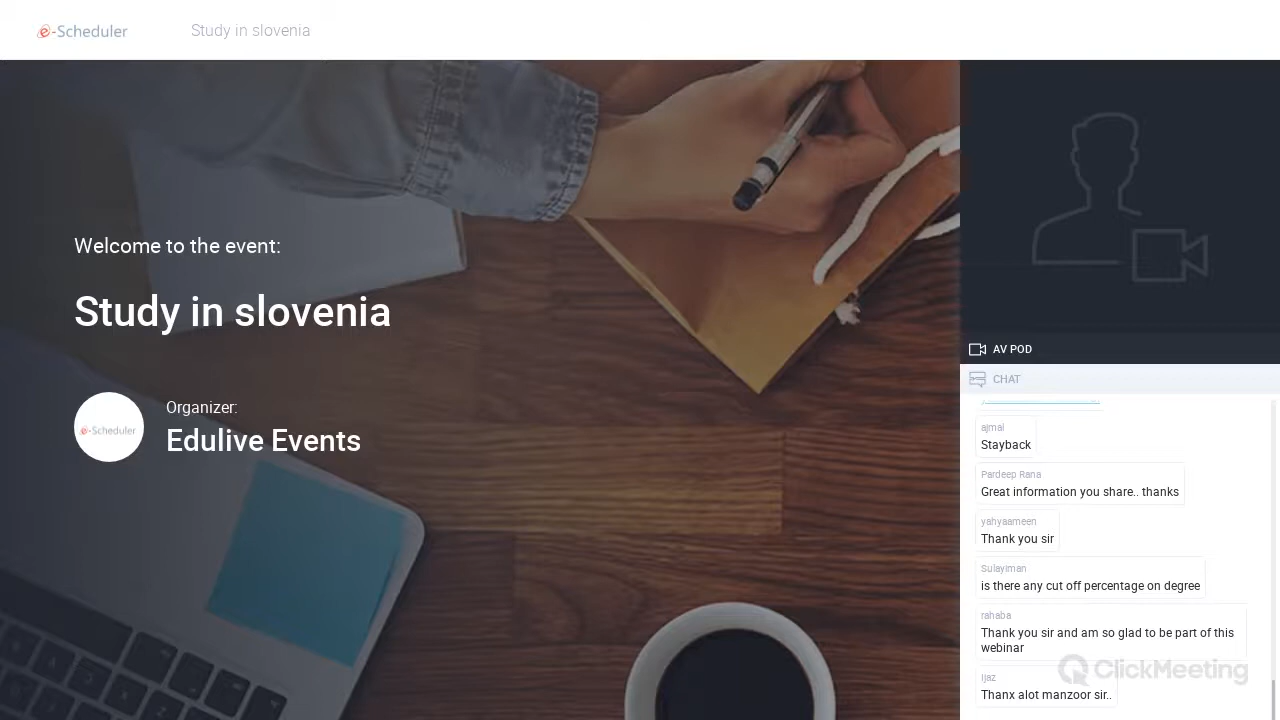 e-Scheduler
Study in slovenia
Welcome to the event:
Study in slovenia
e-Scheduler
Organizer:
Edulive Events
AV POD
CHAT
ajmal
Stayback
Pardeep Rana
Great information you share.. thanks
yahyaameen
Thank you sir
Sulayiman
is there any cut off percentage on degree
rahaba
Thank you sir and am so glad to be part of this
webinar
ClickMeeting
Ijaz
Thanx alot manzoor sir..